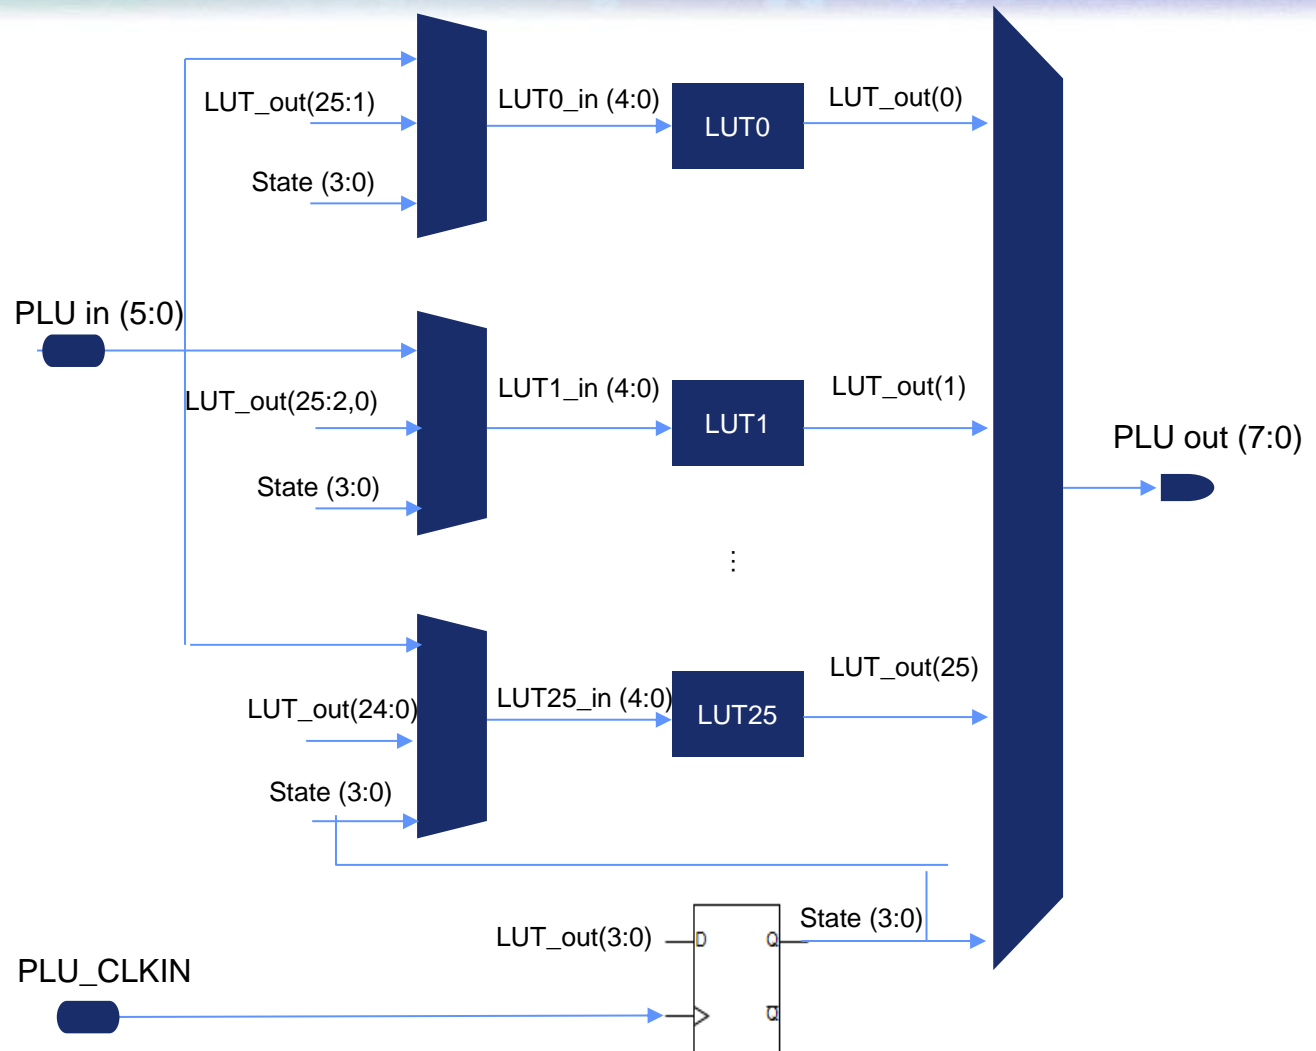 LUT_out(25:1)
LUT0_in (4:0)
LUT0
LUT_out(0)
State (3:0)
PLU in (5:0)
LUT_out(25:2,0)
LUT1_in (4:0)
LUT1
LUT_out(1)
State (3:0)
PLU out (7:0)
...
LUT_out(24:0)
LUT25_in (4:0)
LUT25
LUT_out(25)
State (3:0)
LUT_out(3:0)
D
Q
State (3:0)
PLU_CLKIN
Q̅